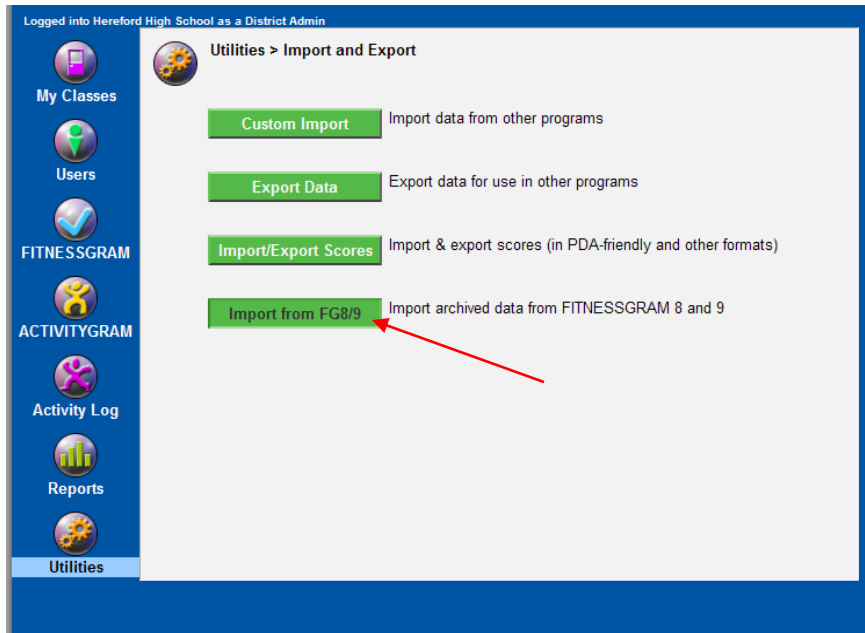 Logged into Hereford High School as a District Admin
Utilities > Import and Export
My Classes
Users
FITNESSGRAM
ACTIVITYGRAM
Activity Log
Reports
Utilities
Custom Import Import data from other programs
Export Data Export data for use in other programs
Import/Export Scores Import & export scores (in PDA-friendly and other formats)
Import from FG8/9 Import archived data from FITNESSGRAM 8 and 9